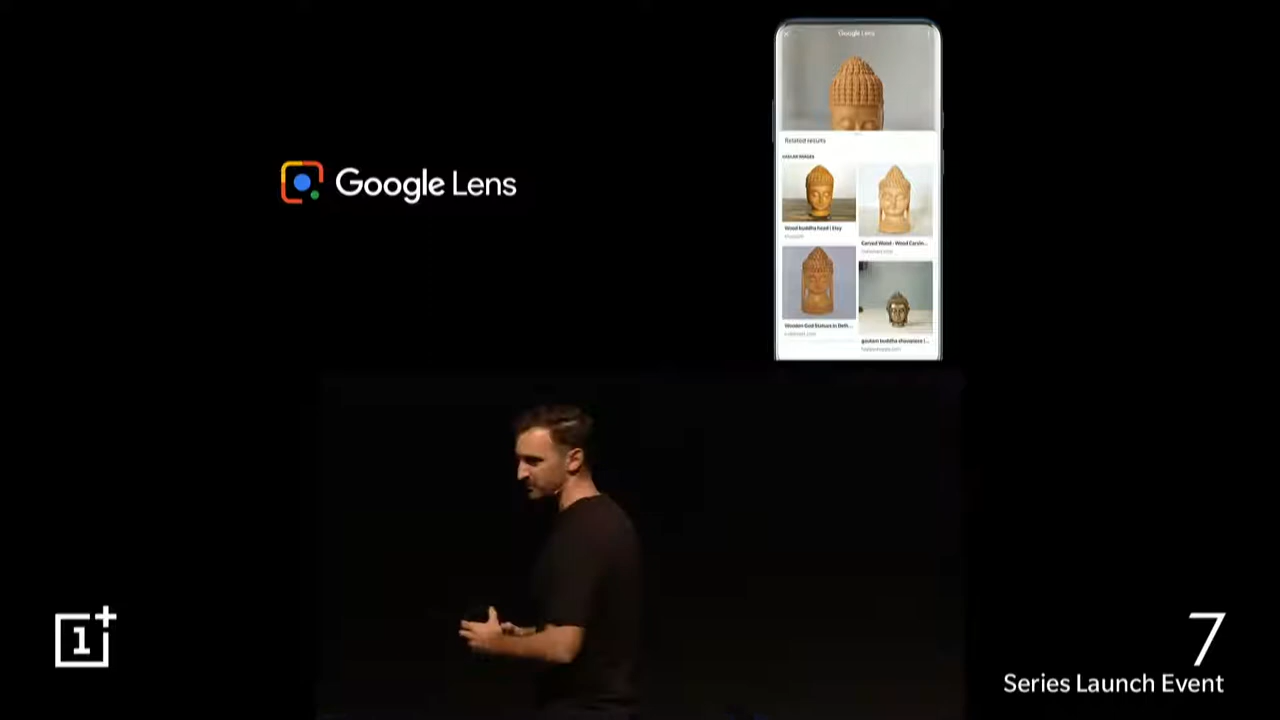 Google Lens
Google Lens
Related results
Wood buddha head | Etsy
Carved Wood - Wood Carvin...
Wooden God Statues in Delh...
gautam buddha showpiece |...
1+
7
Series Launch Event